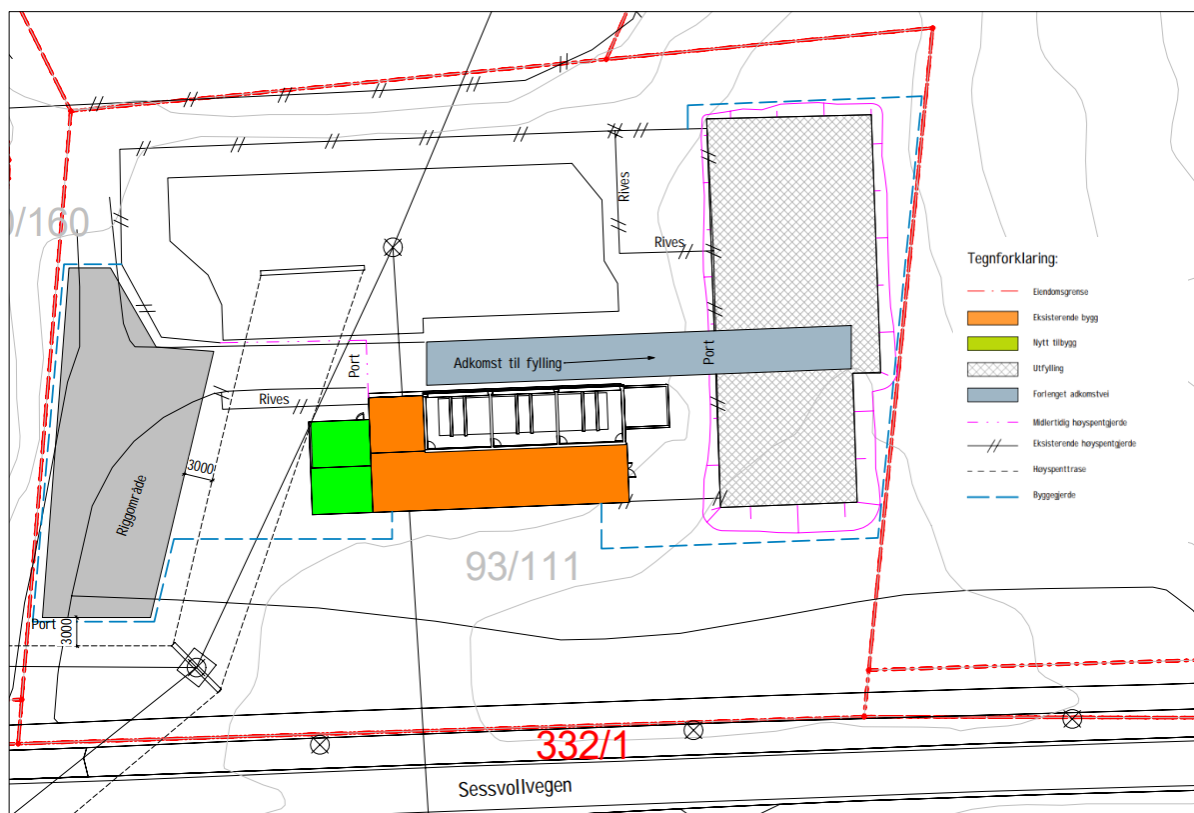 )/160
Rives
Rives
Tegnforklaring:
Eiendomsgrense
Eksisterende bygg
Nytt tilbygg
Utfylling
Forlenget adkomstvei
Midlertidig høyspentgjerde
Eksisterende høyspentgjerde
Høyspenttrase
Byggegjerde
Port
Port
Adkomst til fylling
Rives
3000
Riggområde
93/111
Port
3000
332/1
Sessvollvegen